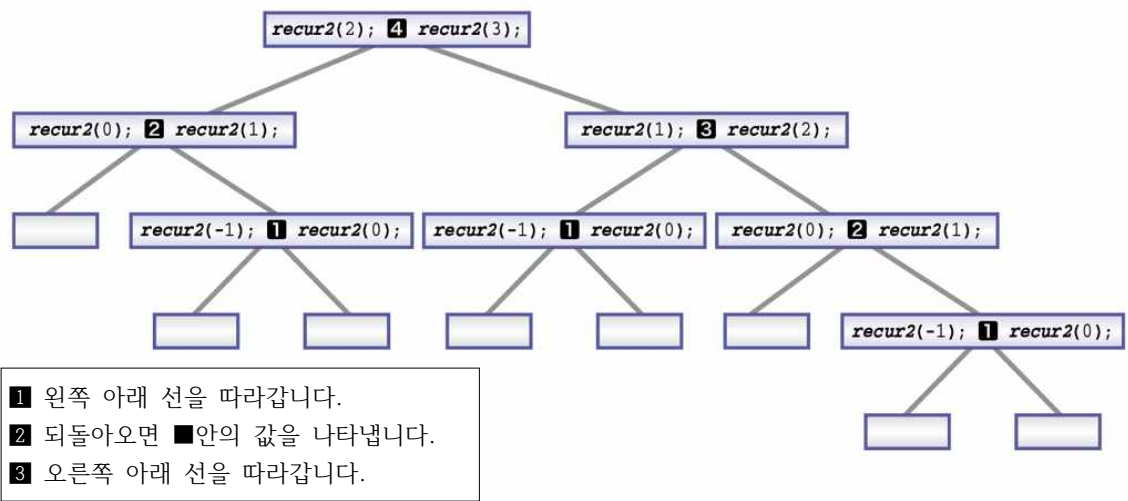 recur2(2); 4 recur2(3);
recur2(0); 2 recur2(1);
recur2(1); 3 recur2(2);
recur2(-1); 1 recur2(0);
recur2(-1); 1 recur2(0);
recur2(0); 2 recur2(1);
recur2(-1); 1 recur2(0);
1 왼쪽 아래 선을 따라갑니다.
2 되돌아오면 ■안의 값을 나타냅니다.
3 오른쪽 아래 선을 따라갑니다.